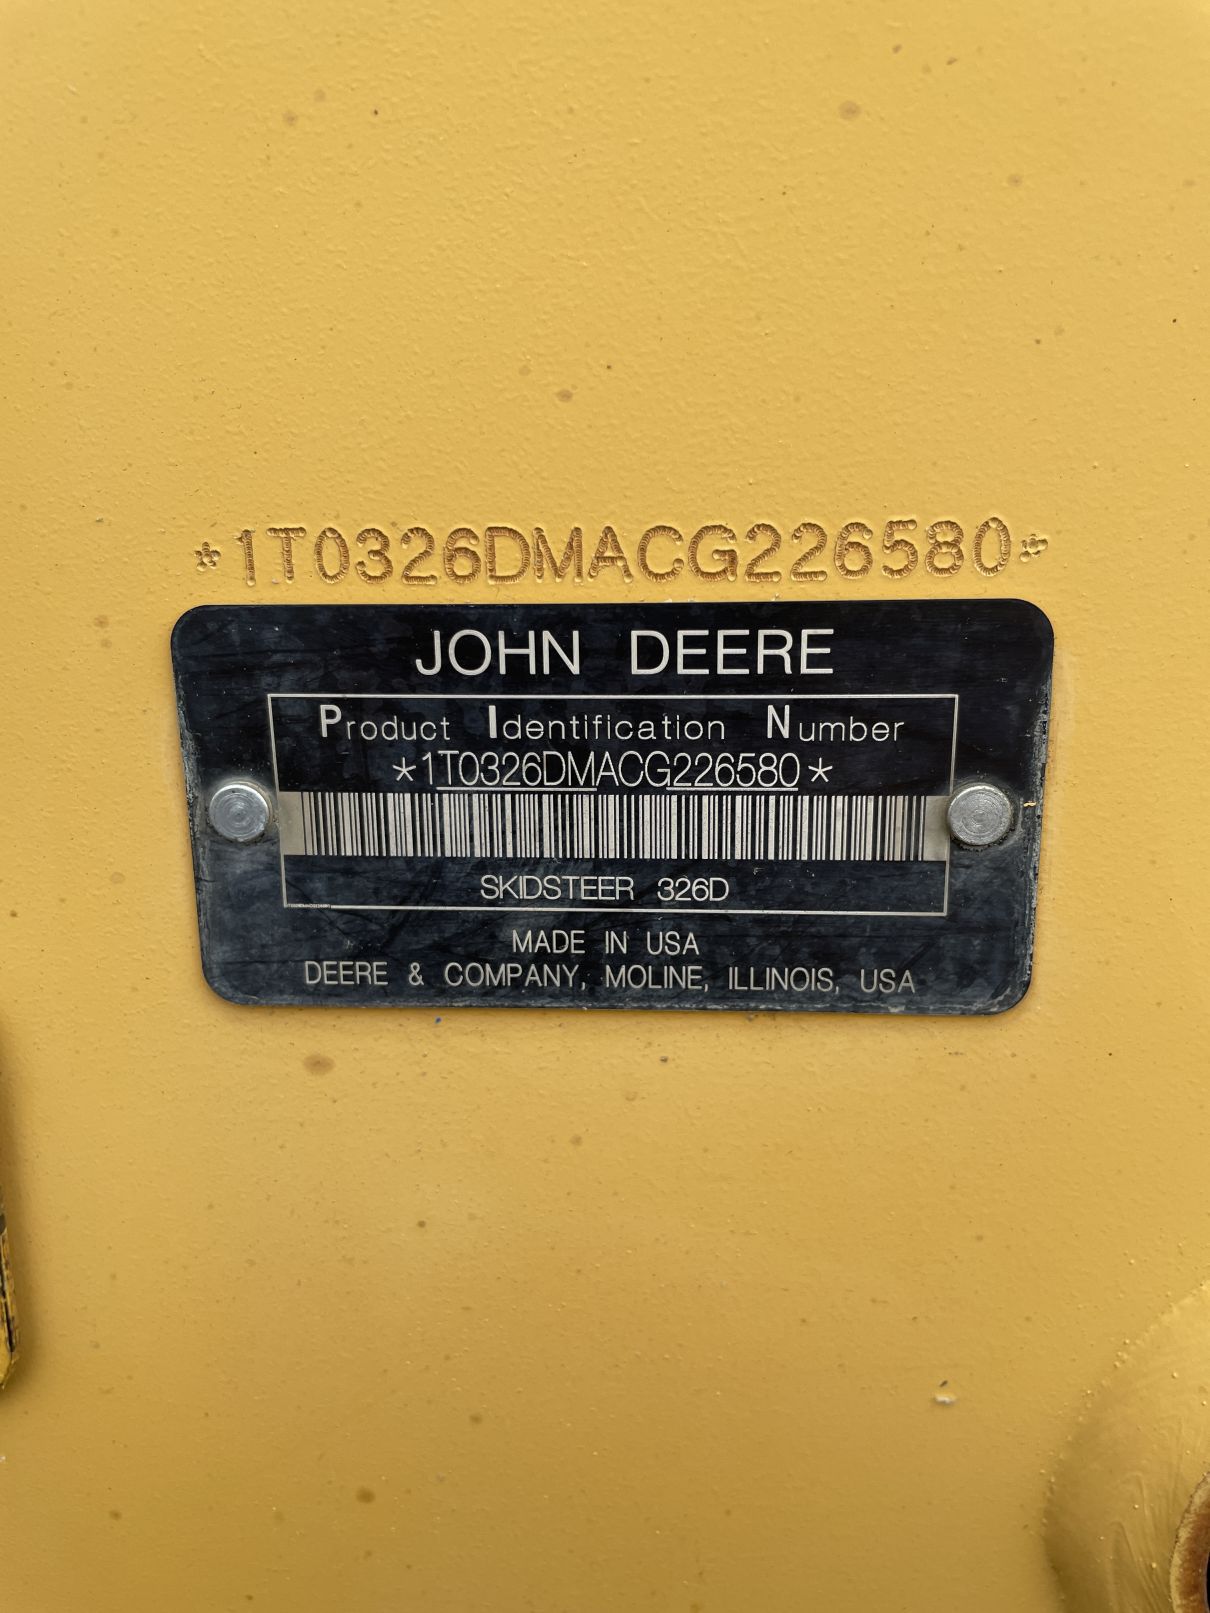 *1T0326DMACG226580*
JOHN DEERE
Product Identification Number
*1T0326DMACG226580*
SKIDSTEER 326D
MADE IN USA
DEERE & COMPANY, MOLINE, ILLINOIS, USA